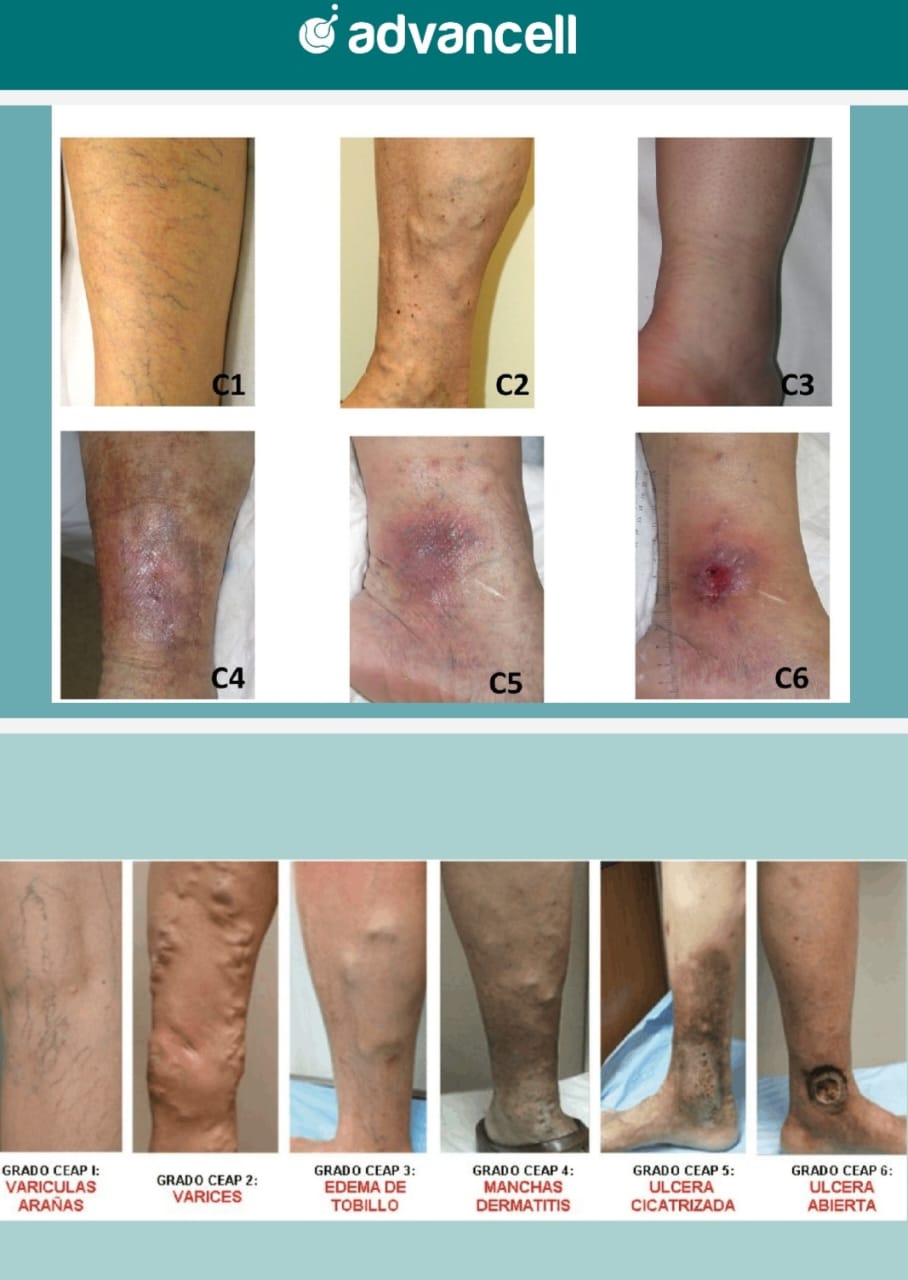 advancell
C1
C2
C3
C4
C5
C6
GRADO CEAP I:
VARICULAS
ARAÑAS
GRADO CEAP 2:
VARICES
GRADO CEAP 3:
EDEMA DE
TOBILLO
GRADO CEAP 4:
MANCHAS
DERMATITIS
GRADO CEAP 5:
ULCERA
CICATRIZADA
GRADO CEAP 6:
ULCERA
ABIERTA